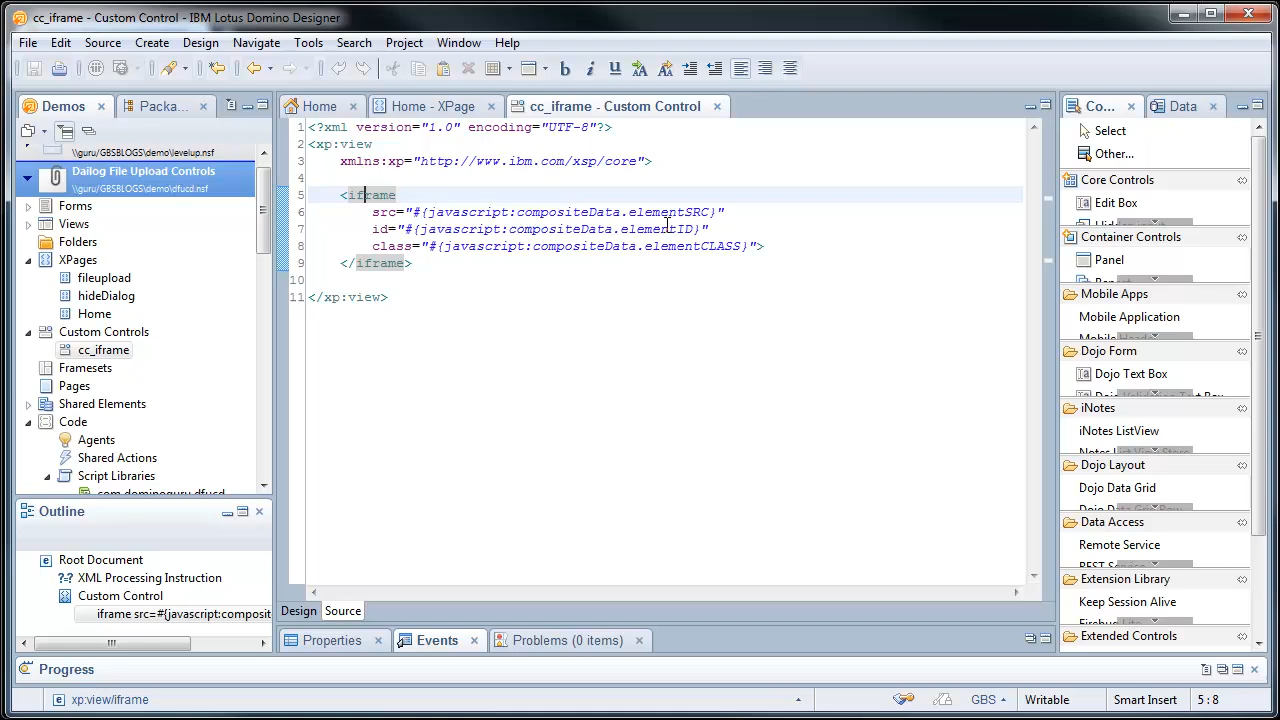 cc_iframe - Custom Control - IBM Lotus Domino Designer
File Edit Source Create Design Navigate Tools Search Project Window Help
b i U
Demos Packa...
Home Home - XPage cc_iframe - Custom Control
Co... Data
\\guru/GBSBLOGS\demo\levelup.nsf
Dailog File Upload Controls
\\guru/GBSBLOGS\demo\dfucd.nsf
Forms
Views
Folders
XPages
fileupload
hideDialog
Home
Custom Controls
cc_iframe
Framesets
Pages
Shared Elements
Code
Agents
Shared Actions
Script Libraries
com.dominoguru.dfucd
Outline
Root Document
XML Processing Instruction
Custom Control
iframe src=#{javascript:composit
1 <?xml version="1.0" encoding="UTF-8"?>
2 <xp:view
3 xmlns:xp="http://www.ibm.com/xsp/core">
4
5 <iframe
6 src="#{javascript:compositeData.elementSRC}"
7 id="#{javascript:compositeData.elementID}"
8 class="#{javascript:compositeData.elementCLASS}">
9 </iframe>
10
11 </xp:view>
Design Source
Properties Events Problems (0 items)
Select
Other...
Core Controls
Edit Box
Container Controls
Panel
Mobile Apps
Mobile Application
Dojo Form
Dojo Text Box
iNotes
iNotes ListView
Dojo Layout
Dojo Data Grid
Data Access
Remote Service
Extension Library
Keep Session Alive
Extended Controls
Progress
xp:view/iframe GBS Writable Smart Insert 5 : 8